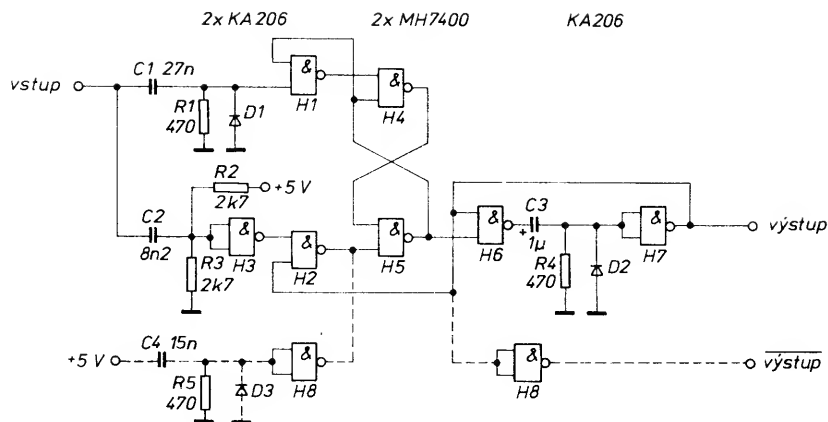 2x KA206
2x MH7400
KA206
vstup
C1 27n
R1
470
D1
&
H1
&
H4
R2
2k7
+5 V
C2
8n2
R3
2k7
&
H3
&
H2
&
H5
&
H6
C3
+
1µ
R4
470
D2
&
H7
výstup
+5 V
C4 15n
R5
470
D3
&
H8
&
H8
výstup